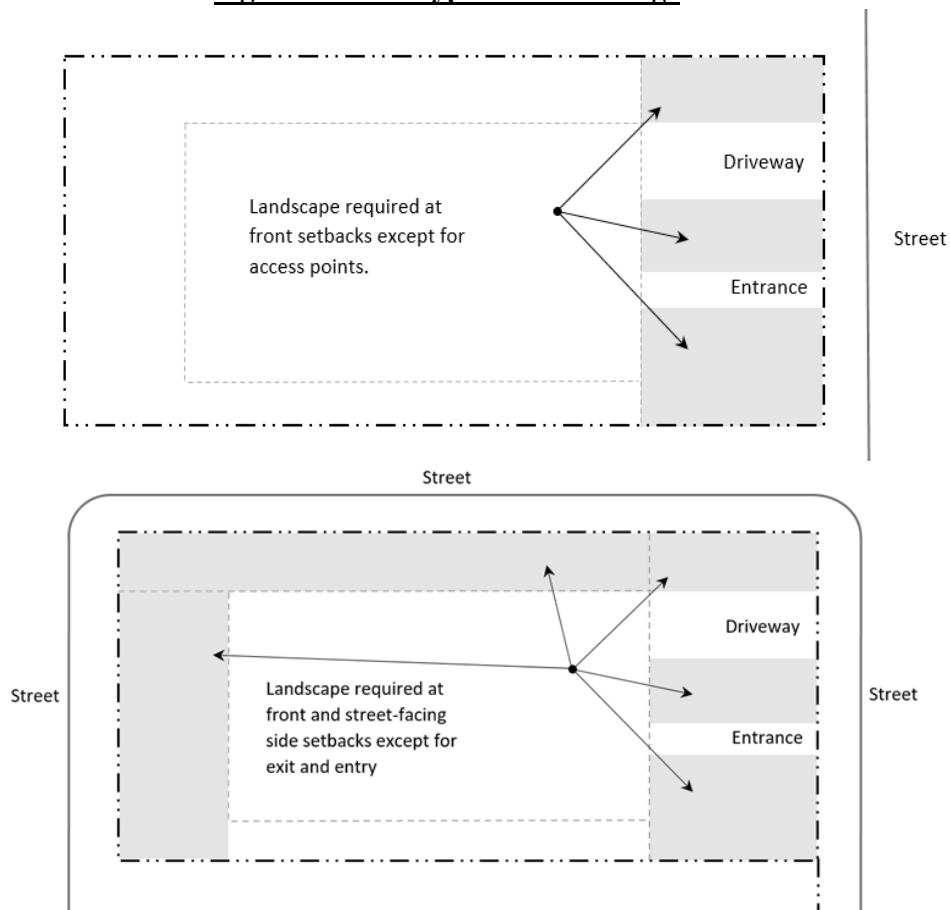 Driveway
Landscape required at
front setbacks except for
access points.
Street
Entrance
Street
Driveway
Landscape required at
front and street-facing
side setbacks except for
exit and entry
Street
Street
Entrance